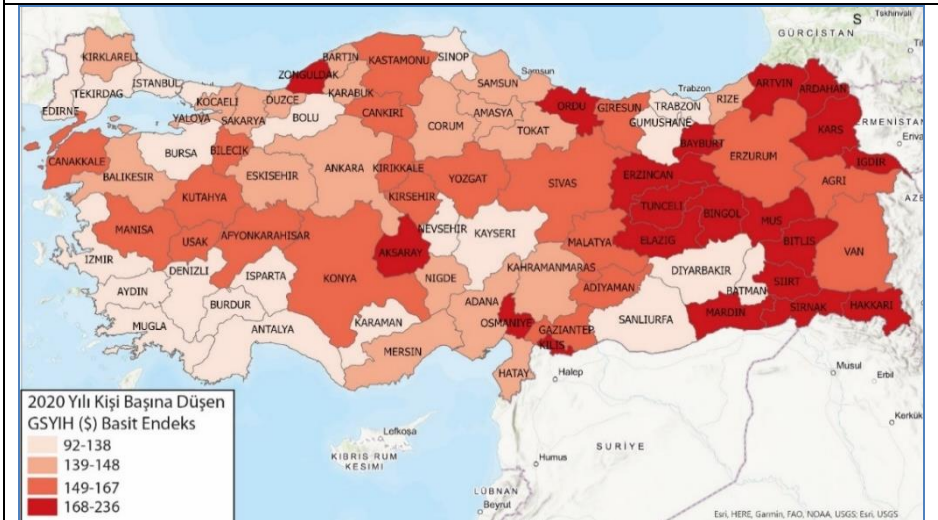 S
Tskhinvali
GÜRCİSTAN
KIRKLARELI
BARTIN
KASTAMONU
SINOP
ZONGULDAK
EDIRNE
TEKIRDAG
ISTANBUL
KOCAELI
DUZCE
KARABUK
SAMSUN
Samsun
ORDU
GIRESUN
Trabzon
TRABZON
RIZE
ARTVIN
ARDAHAN
YALOVA
SAKARYA
BOLU
CANKIRI
CORUM
AMASYA
TOKAT
GUMUSHANE
BAYBURT
KARS
ERMENİSTAN
BURSA
BILECIK
CANAKKALE
BALIKESIR
ESKISEHIR
ANKARA
KIRIKKALE
YOZGAT
SIVAS
ERZINCAN
ERZURUM
IGDIR
AGRI
KUTAHYA
KIRSEHIR
TUNCELI
BINGOL
MUS
MANISA
USAK
AFYONKARAHISAR
AKSARAY
NEVSEHIR
KAYSERI
MALATYA
ELAZIG
BITLIS
VAN
IZMIR
DENIZLI
ISPARTA
KONYA
NIGDE
KAHRAMANMARAS
ADIYAMAN
DIYARBAKIR
BATMAN
SIIRT
AYDIN
BURDUR
ADANA
MUGLA
ANTALYA
KARAMAN
MERSIN
OSMANIYE
GAZIANTEP
KILIS
SANLIURFA
MARDIN
SIRNAK
HAKKARI
HATAY
Halep
Musul
Erbil
Kerkük
2020 Yılı Kişi Başına Düşen
GSYIH ($) Basit Endeks
92-138
139-148
149-167
168-236
Lefkoşa
KIBRIS RUM
KESIMI
SURİYE
Humus
LÜBNAN
Beyrut
Esri, HERE, Garmin, FAO, NOAA, USGS; Esri, USGS